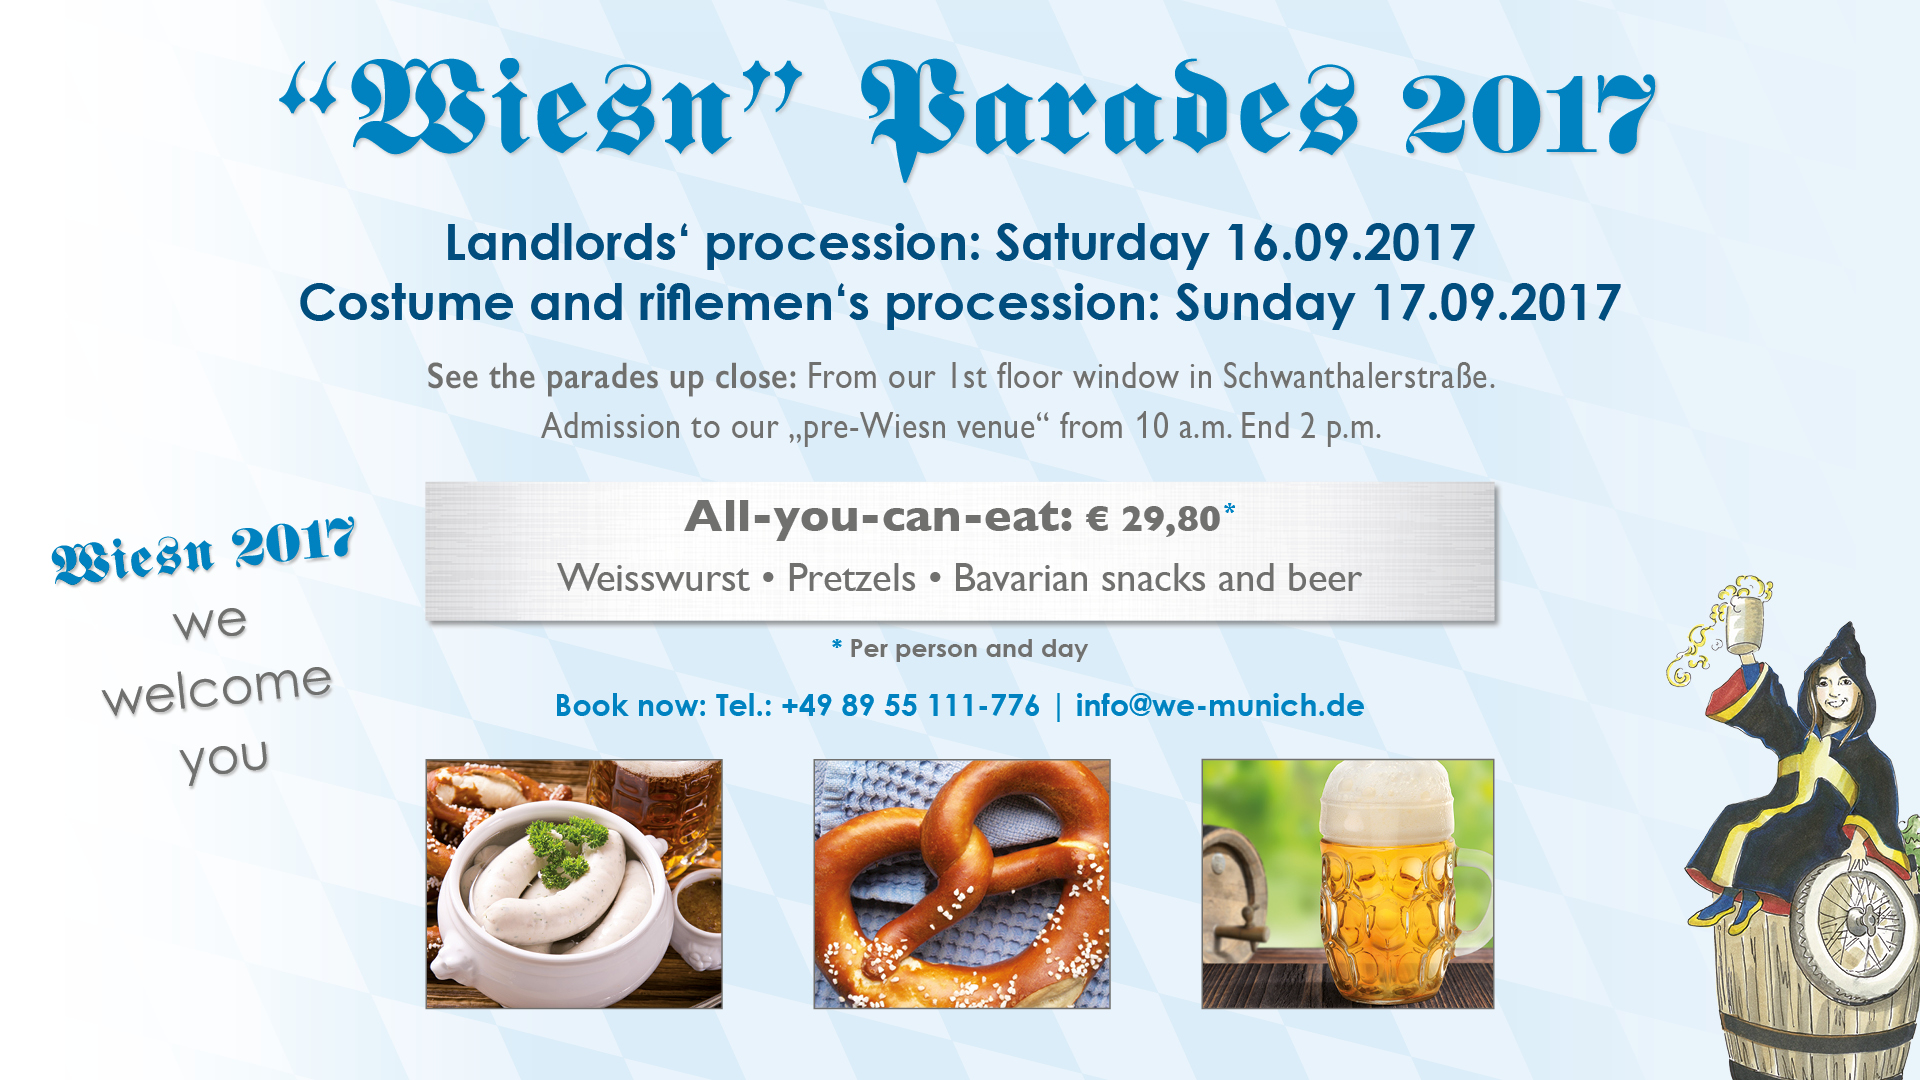 “Wiesn” Parades 2017
Landlords‘ procession: Saturday 16.09.2017
Costume and riflemen‘s procession: Sunday 17.09.2017
See the parades up close: From our 1st floor window in Schwanthalerstraße.
Admission to our „pre-Wiesn venue“ from 10 a.m. End 2 p.m.
All-you-can-eat: € 29,80*
Weisswurst • Pretzels • Bavarian snacks and beer
* Per person and day
Book now: Tel.: +49 89 55 111-776 | info@we-munich.de
Wiesn 2017
we
welcome
you